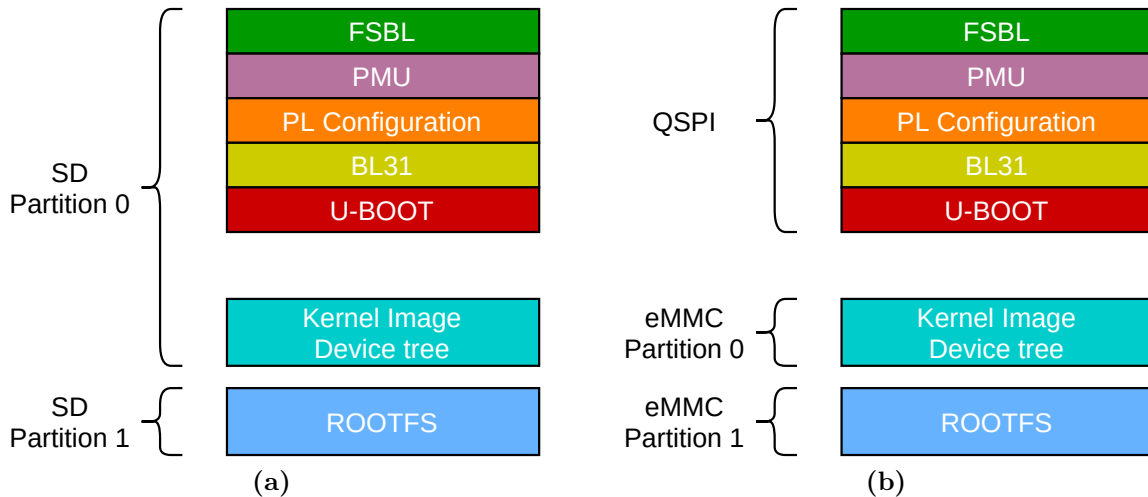 SD
Partition 0
FSBL
PMU
PL Configuration
BL31
U-BOOT
Kernel Image
Device tree
SD
Partition 1
ROOTFS
(a)
QSPI
FSBL
PMU
PL Configuration
BL31
U-BOOT
eMMC
Partition 0
Kernel Image
Device tree
eMMC
Partition 1
ROOTFS
(b)